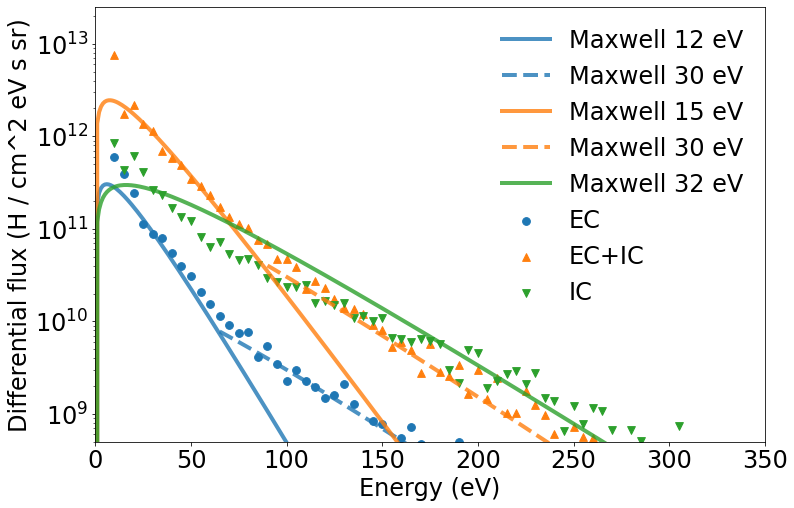 Differential flux (H / cm^2 eV s sr)
10^13
10^12
10^11
10^10
10^9
0 50 100 150 200 250 300 350
Energy (eV)
Maxwell 12 eV
Maxwell 30 eV
Maxwell 15 eV
Maxwell 30 eV
Maxwell 32 eV
EC
EC+IC
IC